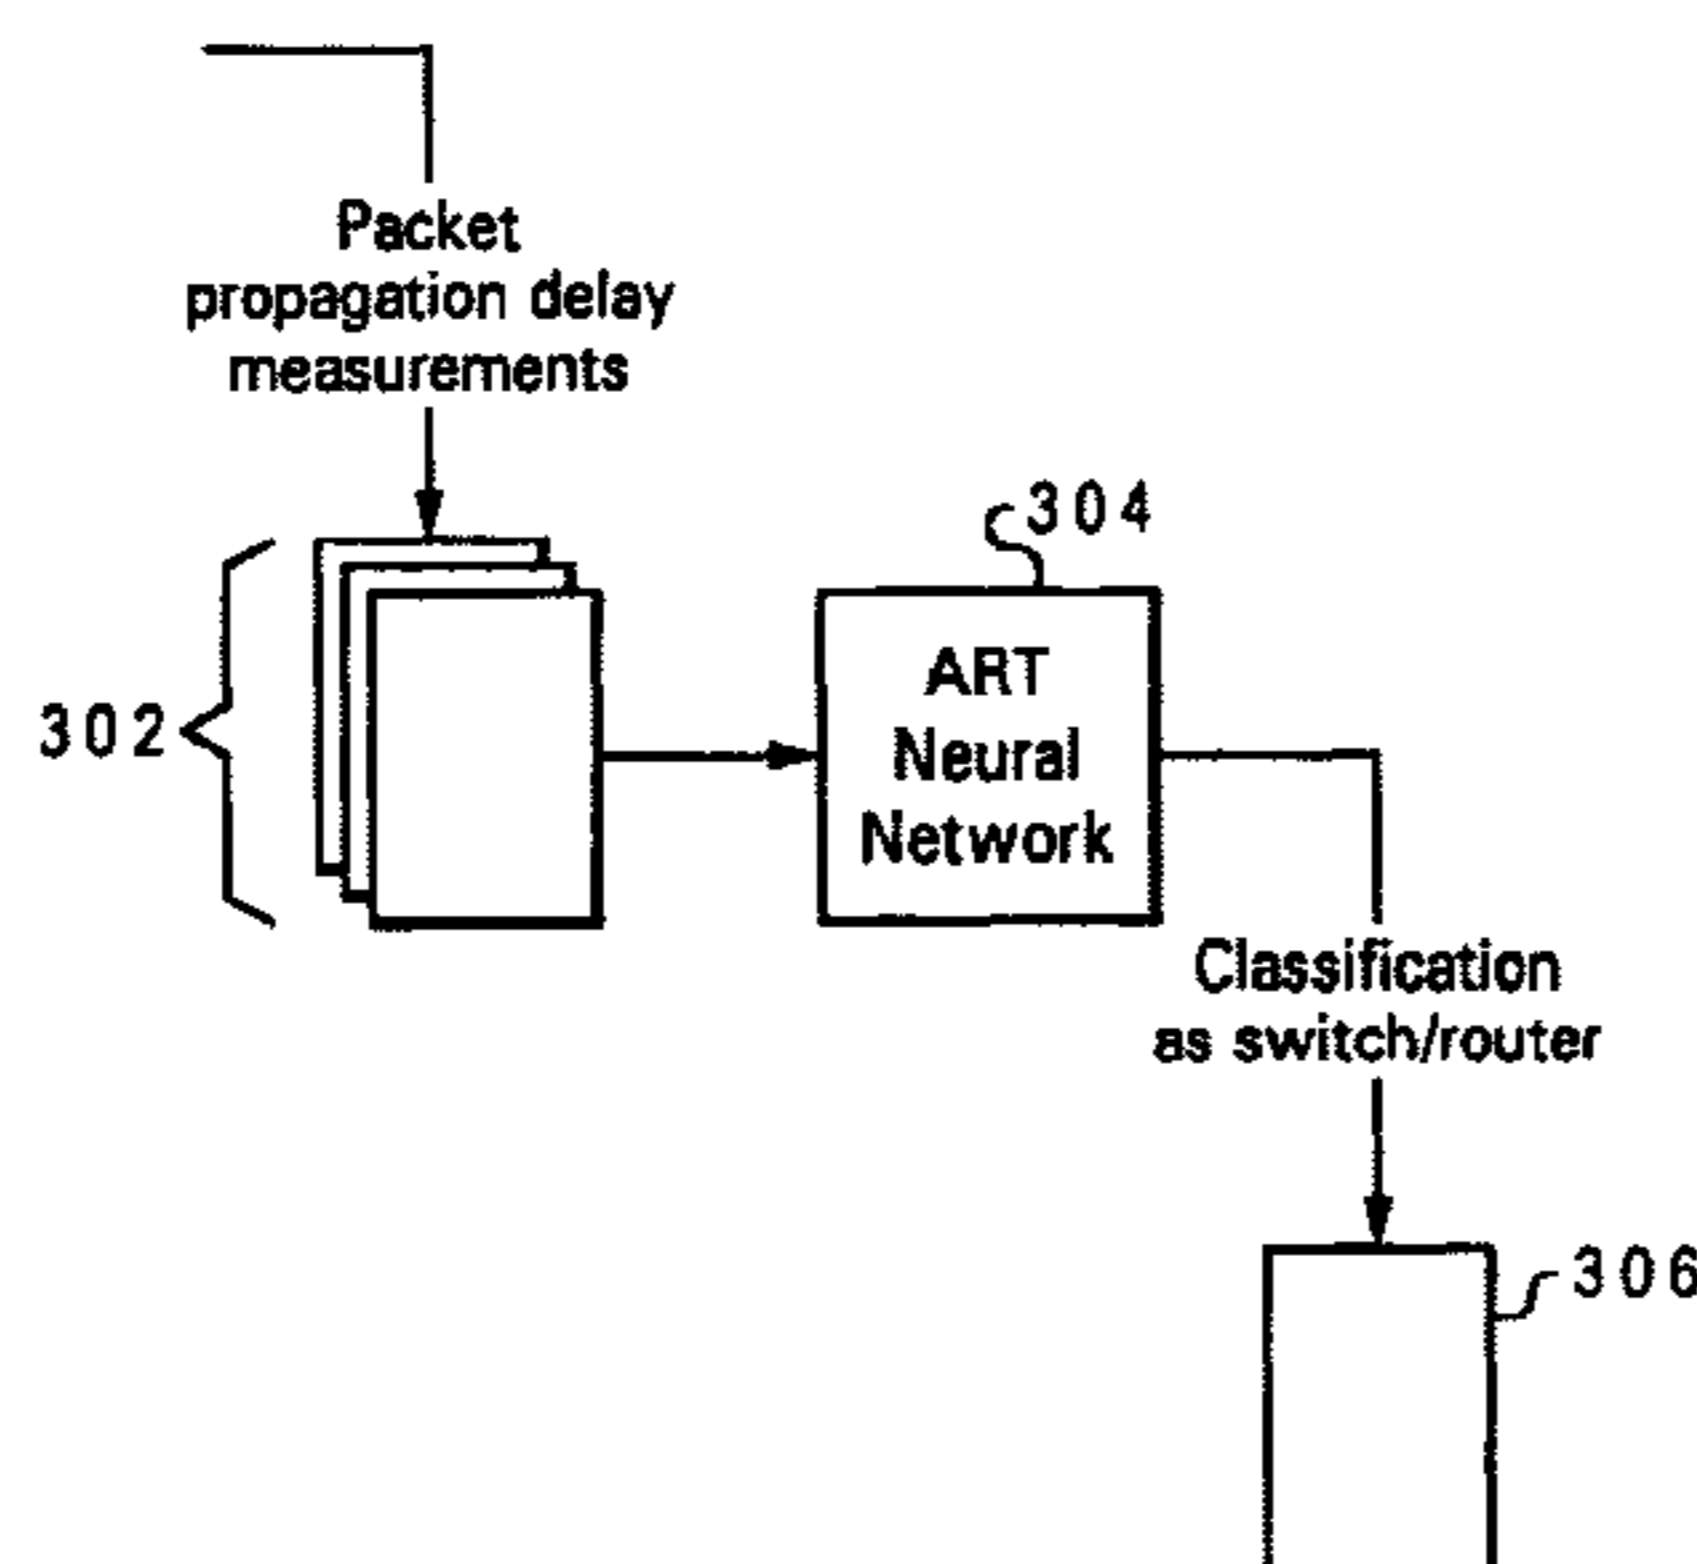 Packet
propagation delay
measurements
304
ART
Neural
Network
302
Classification
as switch/router
306